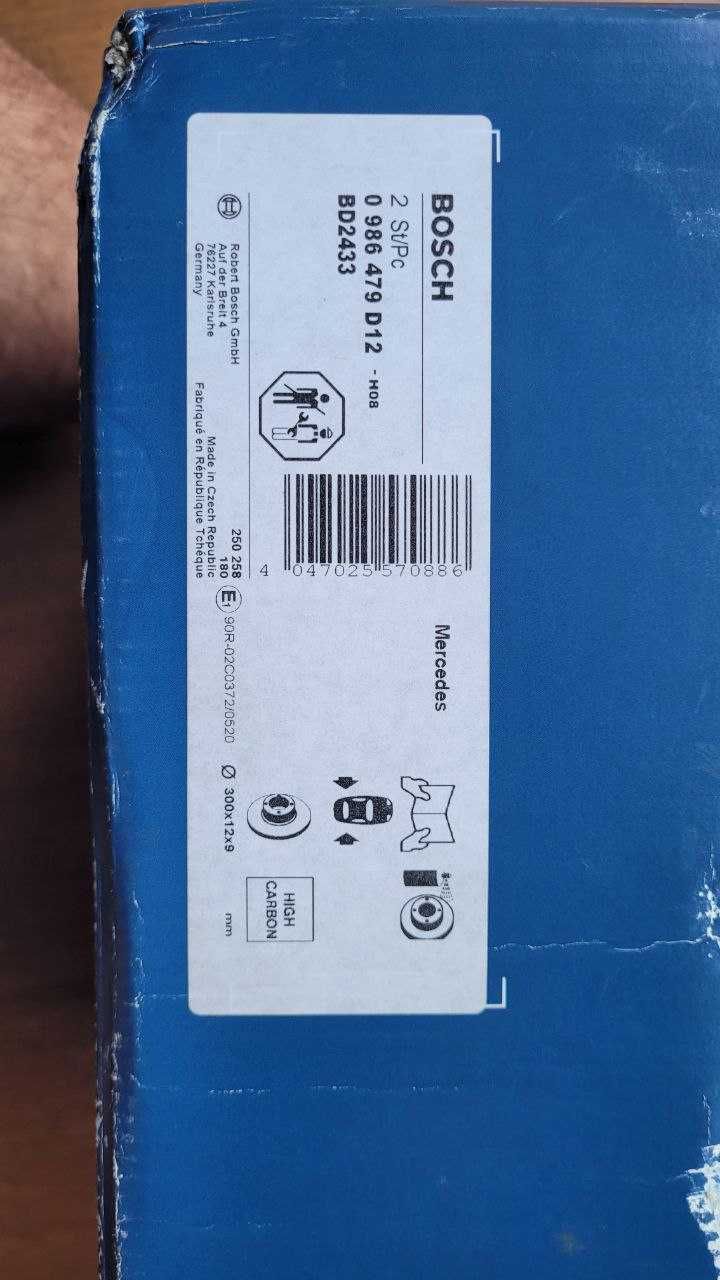 BOSCH
2 St/Pc
0 986 479 D12 - H08
BD2433
Robert Bosch GmbH
Auf der Breit 4
76227 Karlsruhe
Germany
250 258
180
Made in Czech Republic
Fabriqué en République Tchèque
4 047025 570886
Mercedes
E1 90R-02C0372/0520
Ø 300x12x9 mm
HIGH
CARBON